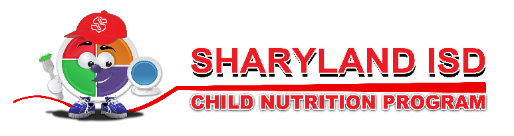 S
SHARYLAND ISD
CHILD NUTRITION PROGRAM